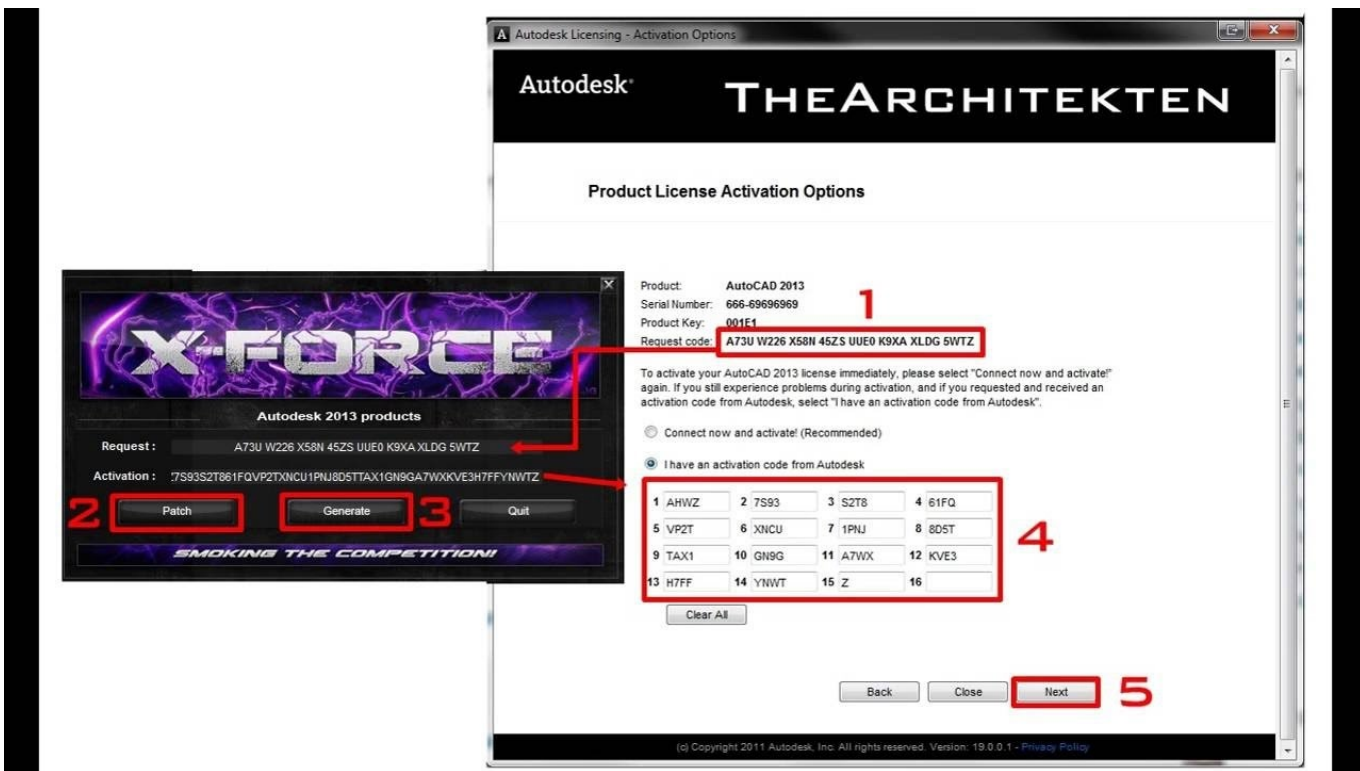 Autodesk Licensing - Activation Options
Autodesk
THEARCHITEKTEN
Product License Activation Options
Product: AutoCAD 2013
Serial Number: 666-69696969
Product Key: 001E1
1
Request code: A73U W226 X58N 45ZS UUE0 K9XA XLDG 5WTZ
To activate your AutoCAD 2013 license immediately, please select "Connect now and activate!"
again. If you still experience problems during activation, and if you requested and received an
activation code from Autodesk, select "I have an activation code from Autodesk".
Connect now and activate! (Recommended)
I have an activation code from Autodesk
1 AHWZ 2 7S93 3 S2T8 4 61FQ
5 VP2T 6 XNCU 7 1PNJ 8 8D5T
9 TAX1 10 GN9G 11 A7WX 12 KVE3
13 H7FF 14 YNWT 15 Z 16
4
Clear All
Back Close Next 5
(c) Copyright 2011 Autodesk, Inc. All rights reserved. Version: 19.0.0.1 - Privacy Policy
X-FORCE
Autodesk 2013 products
Request : A73U W226 X58N 45ZS UUE0 K9XA XLDG 5WTZ
Activation : 7S93S2T861FQVP2TXNCU1PNJ8D5TTAX1GN9GA7WXKVE3H7FFYNWTZ
2 Patch Generate 3 Quit
SMOKING THE COMPETITION!